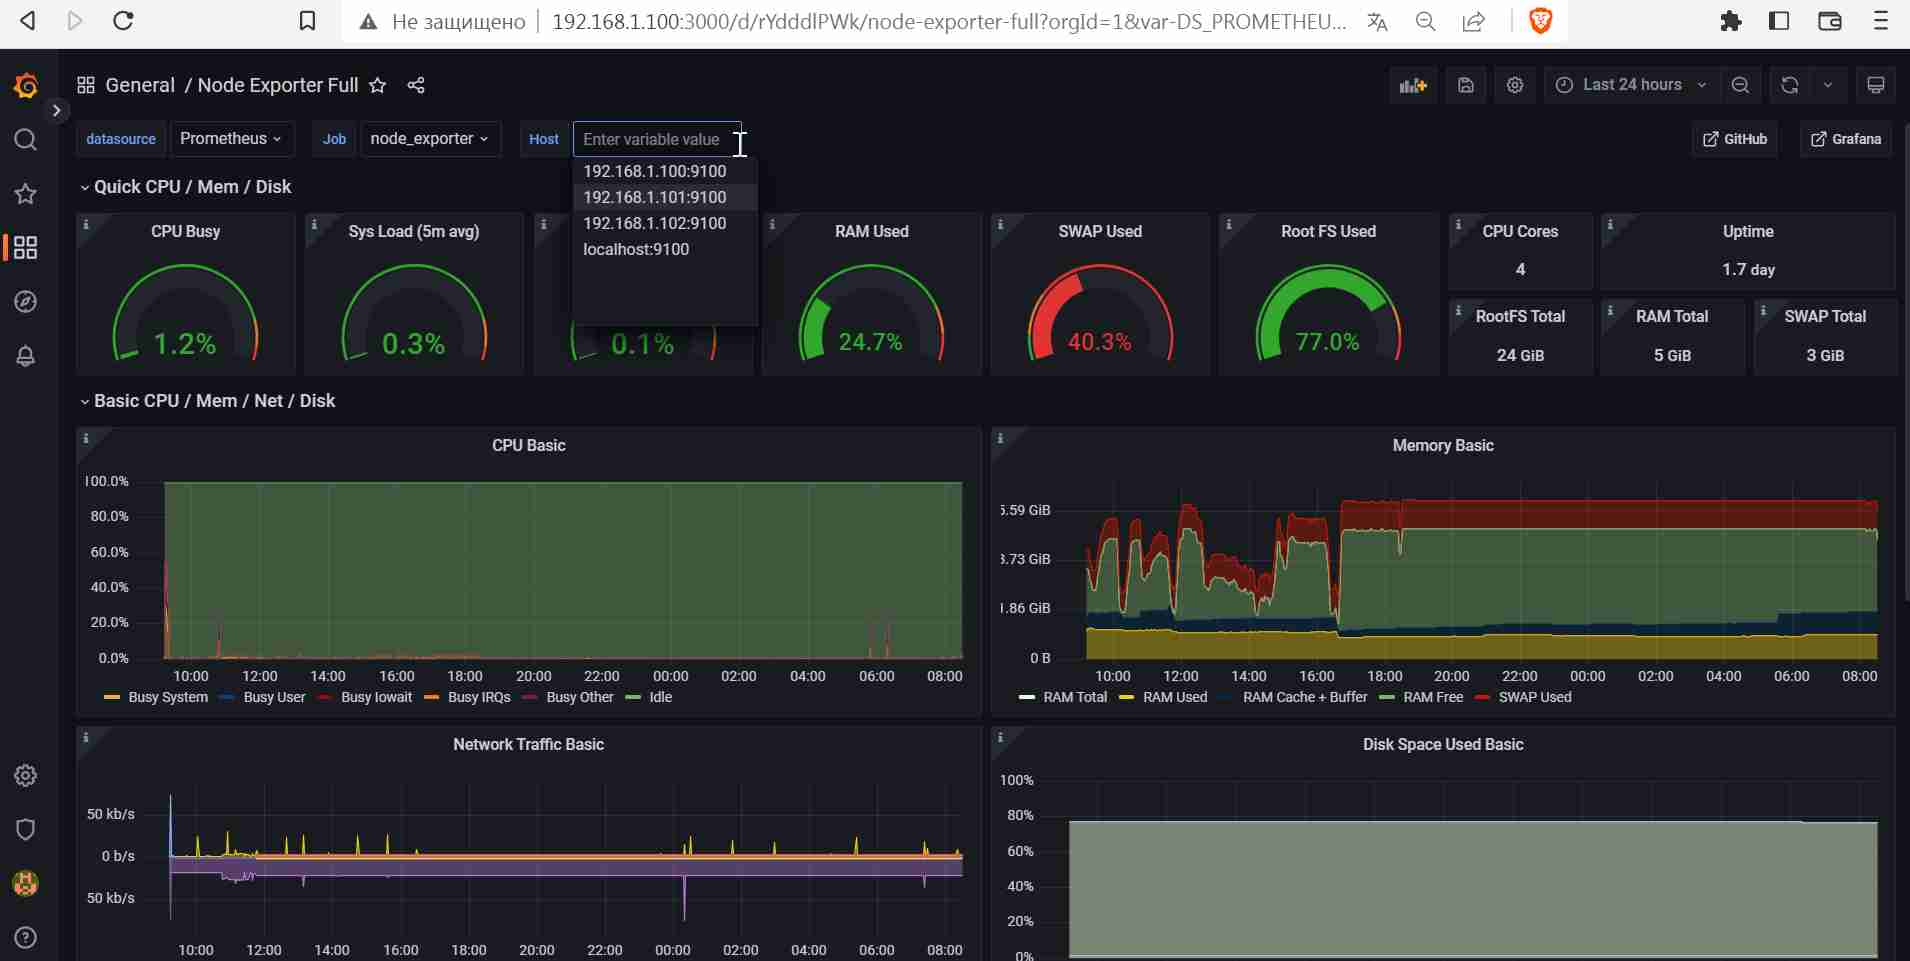 Не защищено 192.168.1.100:3000/d/rYdddlPWk/node-exporter-full?orgId=1&var-DS_PROMETHEU...
General / Node Exporter Full
Last 24 hours
datasource Prometheus Job node_exporter Host Enter variable value
GitHub Grafana
192.168.1.100:9100
192.168.1.101:9100
192.168.1.102:9100
localhost:9100
Quick CPU / Mem / Disk
CPU Busy
1.2%
Sys Load (5m avg)
0.3%
0.1%
RAM Used
24.7%
SWAP Used
40.3%
Root FS Used
77.0%
CPU Cores
4
Uptime
1.7 day
RootFS Total
24 GiB
RAM Total
5 GiB
SWAP Total
3 GiB
Basic CPU / Mem / Net / Disk
CPU Basic
100.0%
80.0%
60.0%
40.0%
20.0%
0.0%
10:00 12:00 14:00 16:00 18:00 20:00 22:00 00:00 02:00 04:00 06:00 08:00
Busy System Busy User Busy Iowait Busy IRQs Busy Other Idle
Memory Basic
5.59 GiB
3.73 GiB
1.86 GiB
0 B
10:00 12:00 14:00 16:00 18:00 20:00 22:00 00:00 02:00 04:00 06:00 08:00
RAM Total RAM Used RAM Cache + Buffer RAM Free SWAP Used
Network Traffic Basic
50 kb/s
0 b/s
50 kb/s
10:00 12:00 14:00 16:00 18:00 20:00 22:00 00:00 02:00 04:00 06:00 08:00
Disk Space Used Basic
100%
80%
60%
40%
20%
0%